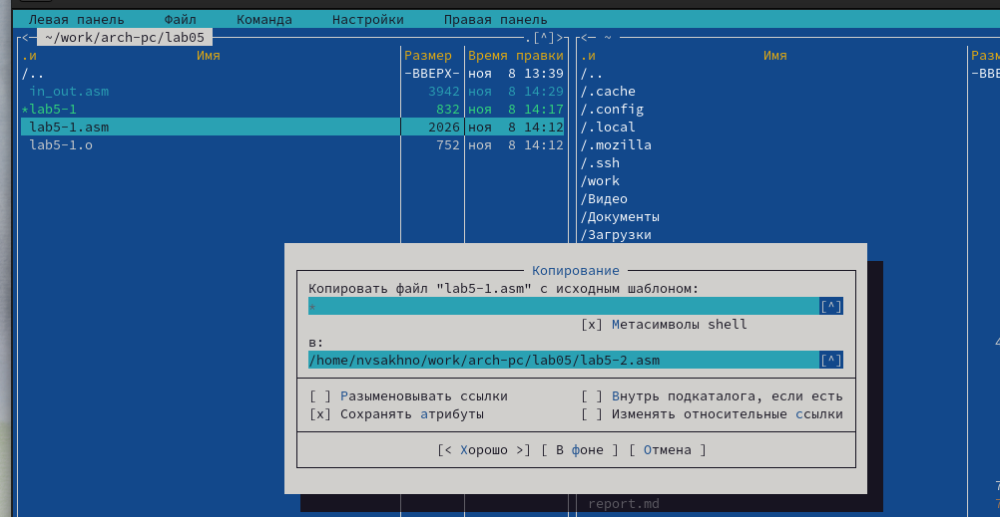 Левая панель Файл Команда Настройки Правая панель
<— ~/work/arch-pc/lab05 .[^]> <— ~
.и Имя Размер Время правки .и Имя Разм
/.. -ВВЕРХ- ноя 8 13:39 /.. -ВВЕ
in_out.asm 3942 ноя 8 14:29 /.cache
*lab5-1 832 ноя 8 14:17 /.config
lab5-1.asm 2026 ноя 8 14:12 /.local
lab5-1.o 752 ноя 8 14:12 /.mozilla
/.ssh
/work
/Видео
/Документы
/Загрузки
Копирование
Копировать файл "lab5-1.asm" с исходным шаблоном:
* [^]
[x] Метасимволы shell
в:
/home/nvsakhno/work/arch-pc/lab05/lab5-2.asm [^]
[ ] Разыменовывать ссылки [ ] Внутрь подкаталога, если есть
[x] Сохранять атрибуты [ ] Изменять относительные ссылки
[< Хорошо >] [ В фоне ] [ Отмена ]
report.md